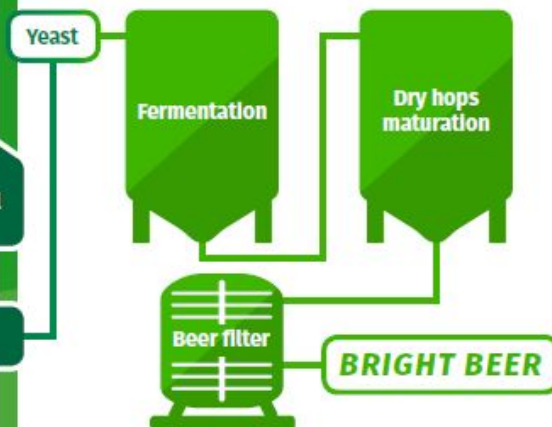 Yeast
Fermentation
Dry hops
maturation
Beer filter
BRIGHT BEER